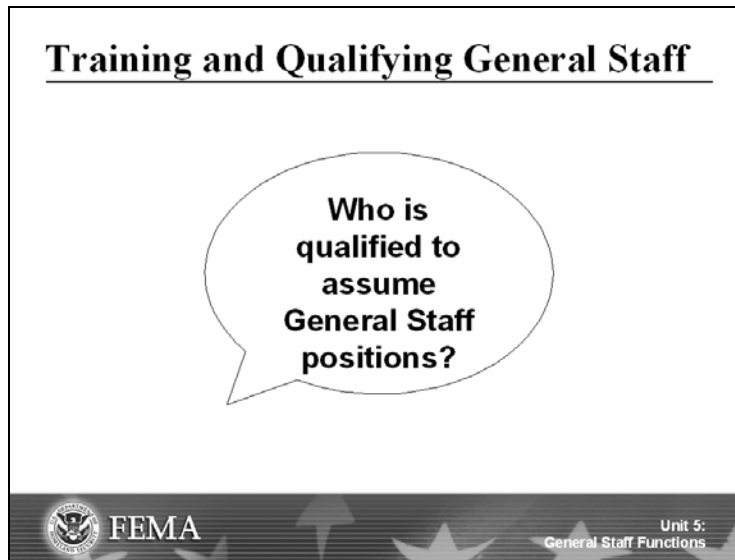 Training and Qualifying General Staff
Who is
qualified to
assume
General Staff
positions?
FEMA
Unit 5:
General Staff Functions